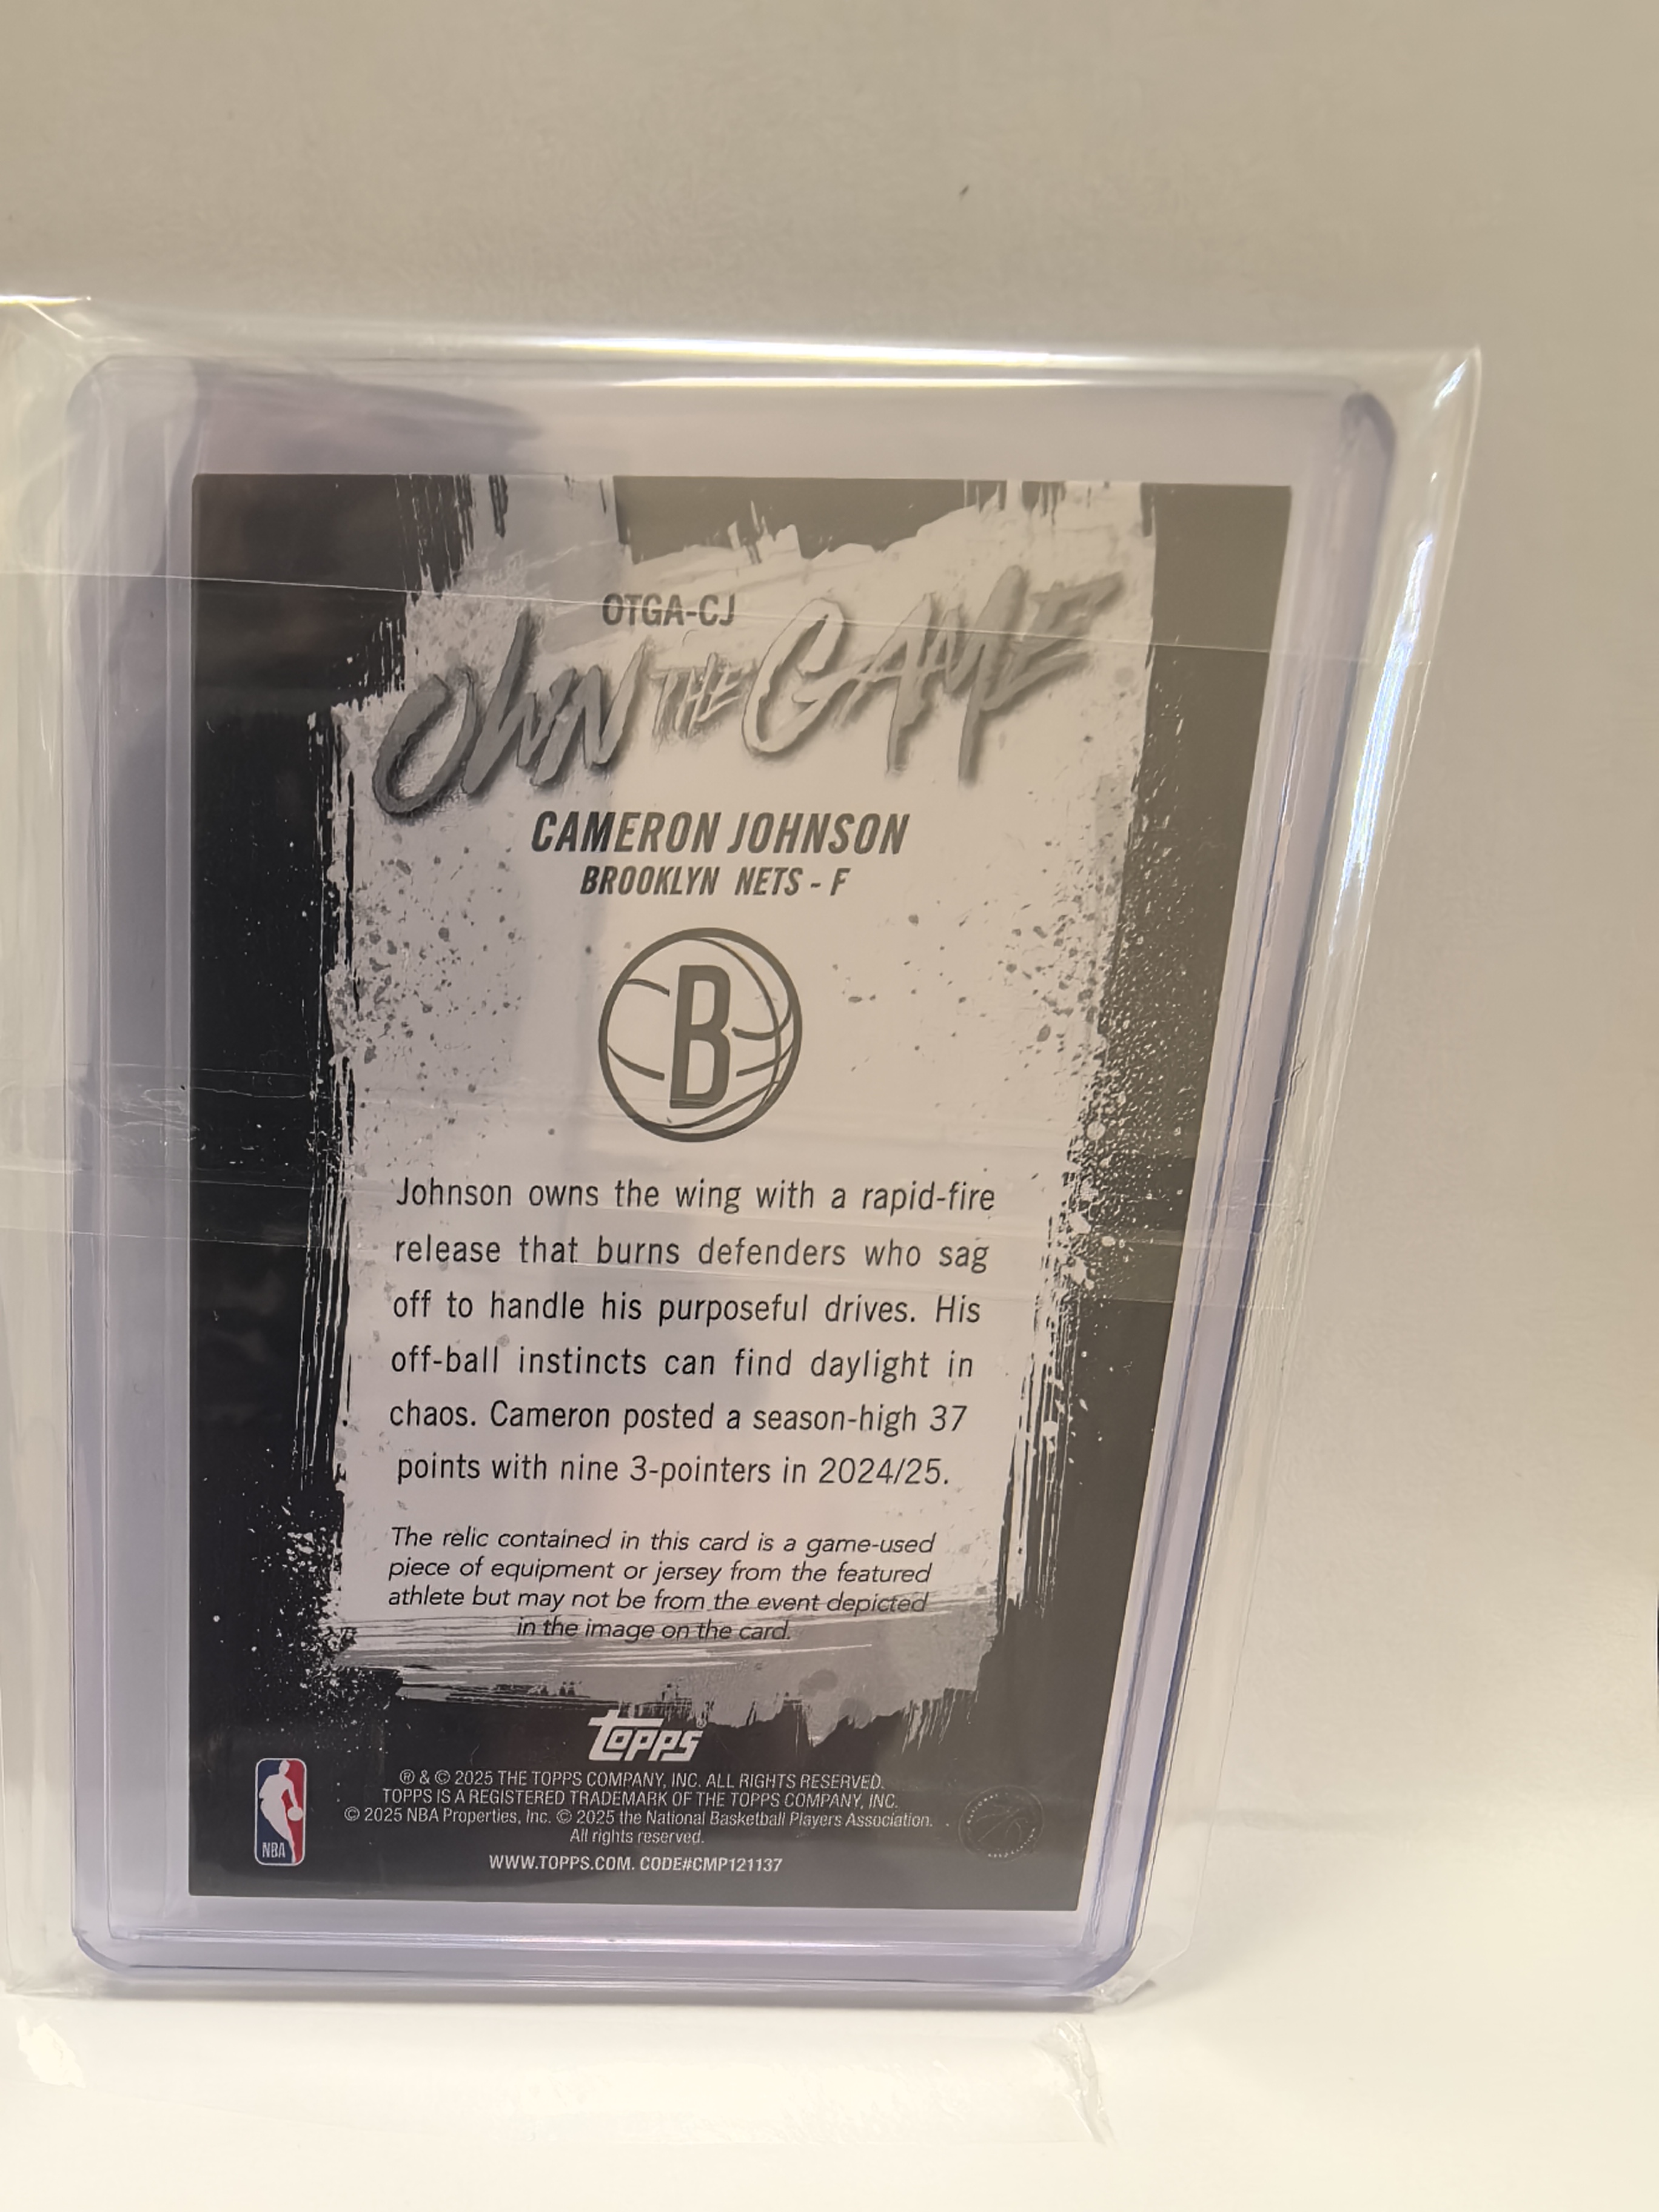 OTGA-CJ
OWN THE GAME
CAMERON JOHNSON
BROOKLYN NETS - F
B
Johnson owns the wing with a rapid-fire
release that burns defenders who sag
off to handle his purposeful drives. His
off-ball instincts can find daylight in
chaos. Cameron posted a season-high 37
points with nine 3-pointers in 2024/25.
The relic contained in this card is a game-used
piece of equipment or jersey from the featured
athlete but may not be from the event depicted
in the image on the card.
topps®
® & © 2025 THE TOPPS COMPANY, INC. ALL RIGHTS RESERVED.
TOPPS IS A REGISTERED TRADEMARK OF THE TOPPS COMPANY, INC.
© 2025 NBA Properties, Inc. © 2025 the National Basketball Players Association.
All rights reserved.
WWW.TOPPS.COM. CODE#CMP121137
NBA